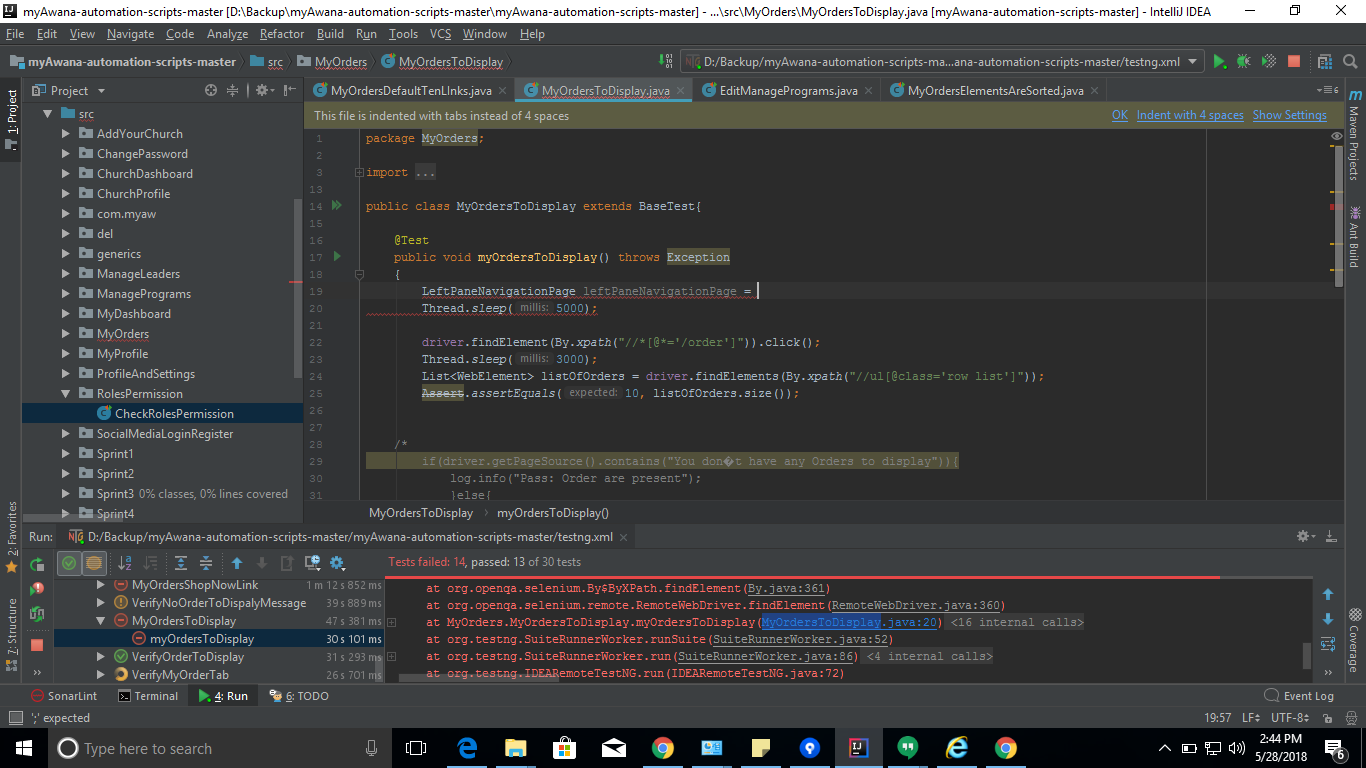 myAwana-automation-scripts-master [D:\Backup\myAwana-automation-scripts-master\myAwana-automation-scripts-master] - ...\src\MyOrders\MyOrdersToDisplay.java [myAwana-automation-scripts-master] - IntelliJ IDEA
File Edit View Navigate Code Analyze Refactor Build Run Tools VCS Window Help
myAwana-automation-scripts-master src MyOrders MyOrdersToDisplay D:/Backup/myAwana-automation-scripts-ma...ana-automation-scripts-master/testng.xml
Project MyOrdersDefaultTenLInks.java MyOrdersToDisplay.java EditManagePrograms.java MyOrdersElementsAreSorted.java
This file is indented with tabs instead of 4 spaces OK Indent with 4 spaces Show Settings
1: Project
7: Structure
2: Favorites
Maven Projects
Ant Build
Coverage
src
AddYourChurch
ChangePassword
ChurchDashboard
ChurchProfile
com.myaw
del
generics
ManageLeaders
ManagePrograms
MyDashboard
MyOrders
MyProfile
ProfileAndSettings
RolesPermission
CheckRolesPermission
SocialMediaLoginRegister
Sprint1
Sprint2
Sprint3 0% classes, 0% lines covered
Sprint4
1 package MyOrders;
2
3 import ...
13
14 public class MyOrdersToDisplay extends BaseTest{
15
16 @Test
17 public void myOrdersToDisplay() throws Exception
18 {
19 LeftPaneNavigationPage leftPaneNavigationPage =
20 Thread.sleep( millis: 5000);
21
22 driver.findElement(By.xpath("//*[@*='/order']")).click();
23 Thread.sleep( millis: 3000);
24 List<WebElement> listOfOrders = driver.findElements(By.xpath("//ul[@class='row list']"));
25 Assert.assertEquals( expected: 10, listOfOrders.size());
26
27
28 /*
29 if(driver.getPageSource().contains("You don�t have any Orders to display")){
30 log.info("Pass: Order are present");
31 }else{
MyOrdersToDisplay myOrdersToDisplay()
Run: D:/Backup/myAwana-automation-scripts-master/myAwana-automation-scripts-master/testng.xml
Tests failed: 14, passed: 13 of 30 tests
MyOrdersShopNowLink 1 m 12 s 852 ms
VerifyNoOrderToDispalyMessage 39 s 889 ms
MyOrdersToDisplay 47 s 381 ms
myOrdersToDisplay 30 s 101 ms
VerifyOrderToDisplay 31 s 293 ms
VerifyMyOrderTab 26 s 701 ms
at org.openqa.selenium.By$ByXPath.findElement(By.java:361)
at org.openqa.selenium.remote.RemoteWebDriver.findElement(RemoteWebDriver.java:360)
at MyOrders.MyOrdersToDisplay.myOrdersToDisplay(MyOrdersToDisplay.java:20) <16 internal calls>
at org.testng.SuiteRunnerWorker.runSuite(SuiteRunnerWorker.java:52)
at org.testng.SuiteRunnerWorker.run(SuiteRunnerWorker.java:86) <4 internal calls>
at org.testng.IDEARemoteTestNG.run(IDEARemoteTestNG.java:72)
SonarLint Terminal 4: Run 6: TODO Event Log
';' expected 19:57 LF÷ UTF-8÷
Type here to search
2:44 PM
5/28/2018
6